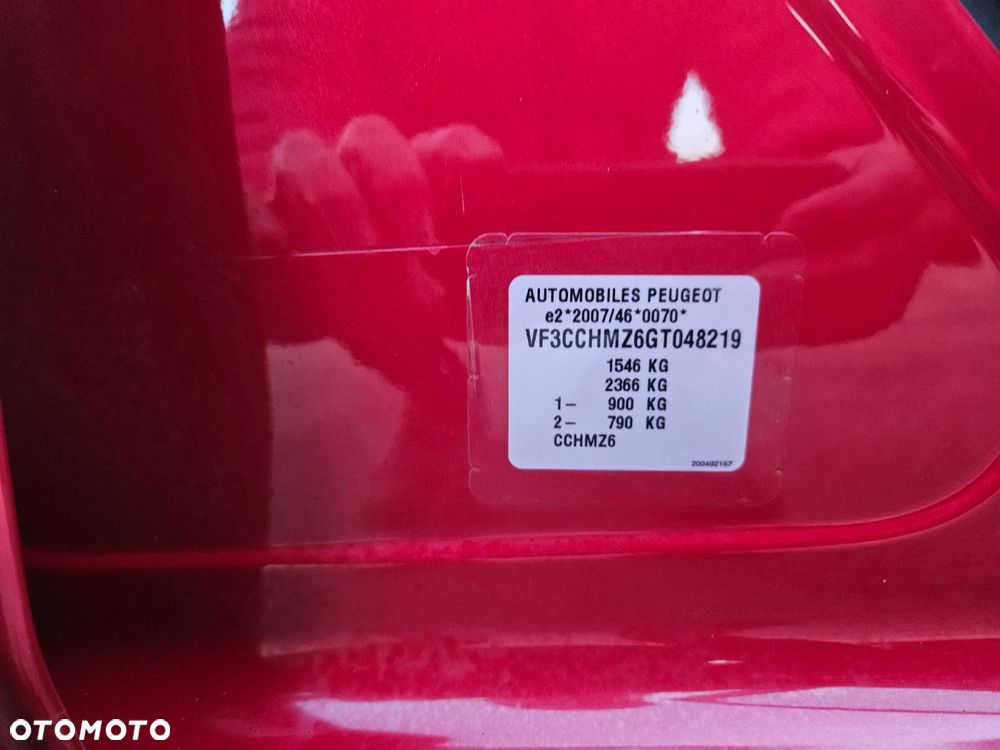 AUTOMOBILES PEUGEOT
e2*2007/46*0070*
VF3CCHMZ6GT048219
1546 KG
2366 KG
1– 900 KG
2– 790 KG
CCHMZ6
200492167
OTOMOTO